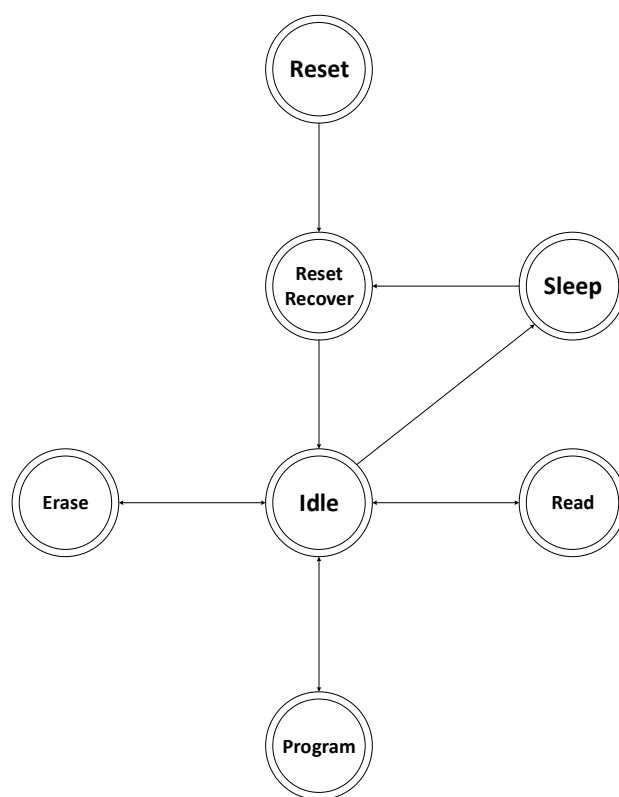 Reset
Reset
Recover
Sleep
Erase
Idle
Read
Program